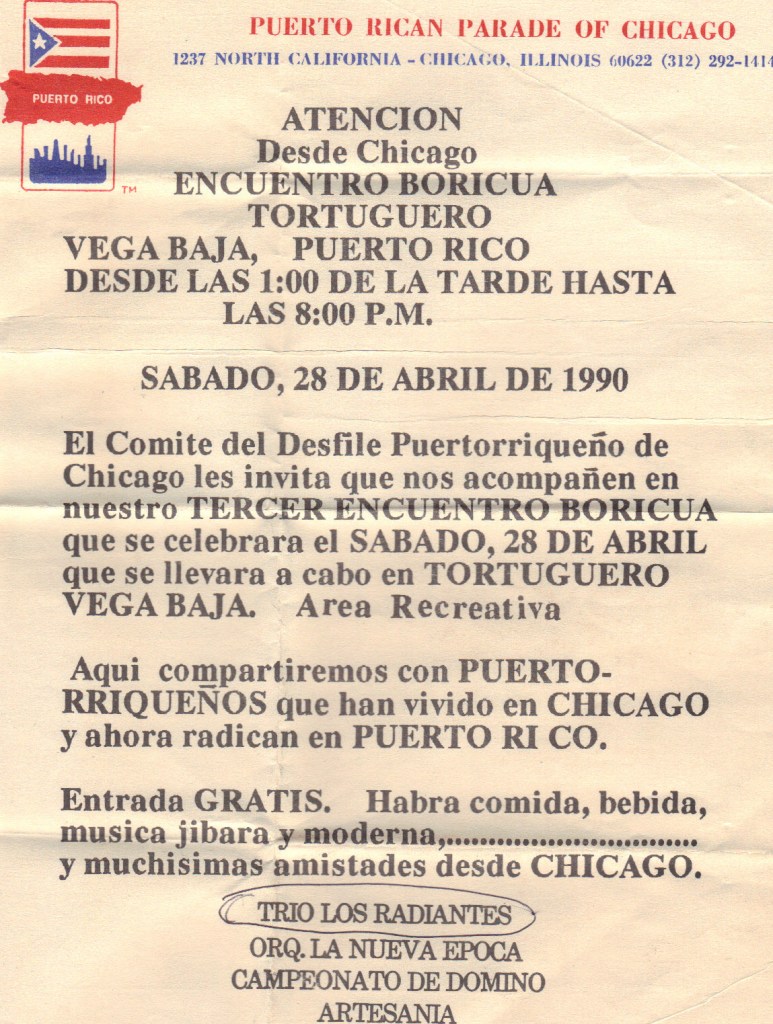 PUERTO RICAN PARADE OF CHICAGO
1237 NORTH CALIFORNIA - CHICAGO, ILLINOIS 60622 (312) 292-1414
PUERTO RICO
TM
ATENCION
Desde Chicago
ENCUENTRO BORICUA
TORTUGUERO
VEGA BAJA, PUERTO RICO
DESDE LAS 1:00 DE LA TARDE HASTA
LAS 8:00 P.M.
SABADO, 28 DE ABRIL DE 1990
El Comite del Desfile Puertorriqueño de
Chicago les invita que nos acompañen en
nuestro TERCER ENCUENTRO BORICUA
que se celebrara el SABADO, 28 DE ABRIL
que se llevara a cabo en TORTUGUERO
VEGA BAJA. Area Recreativa
Aqui compartiremos con PUERTO-
RRIQUEÑOS que han vivido en CHICAGO
y ahora radican en PUERTO RI CO.
Entrada GRATIS. Habra comida, bebida,
musica jibara y moderna,..............................
y muchisimas amistades desde CHICAGO.
TRIO LOS RADIANTES
ORQ. LA NUEVA EPOCA
CAMPEONATO DE DOMINO
ARTESANIA